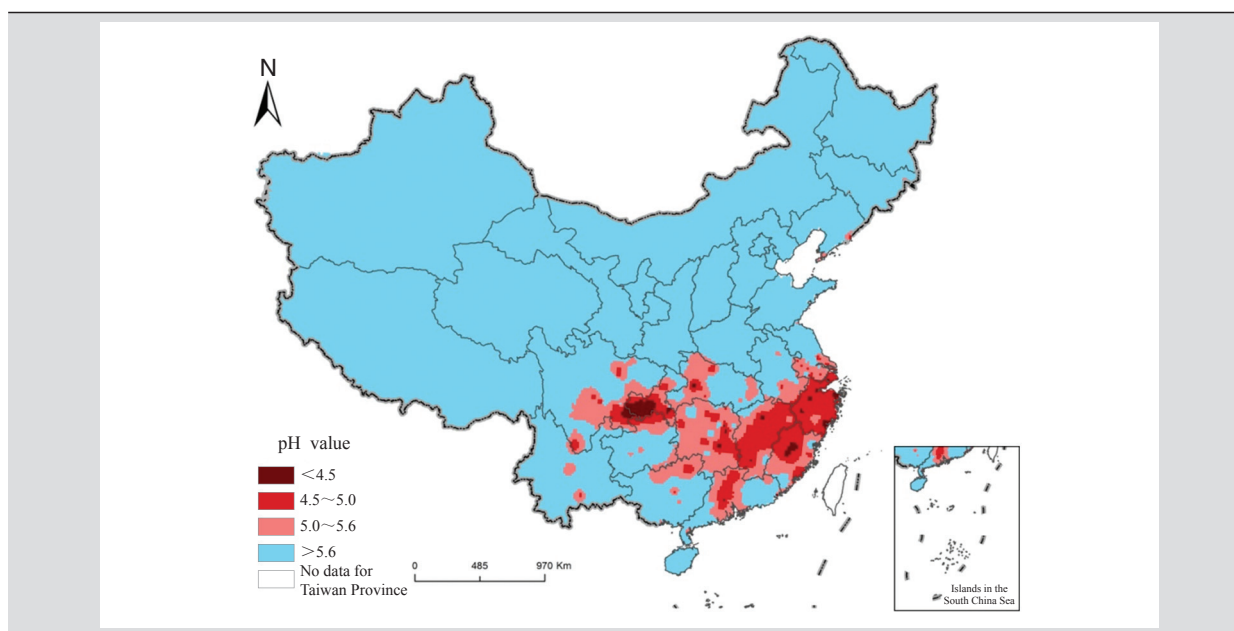 N
pH value
<4.5
4.5～5.0
5.0～5.6
>5.6
No data for
Taiwan Province
0 485 970 Km
Islands in the
South China Sea